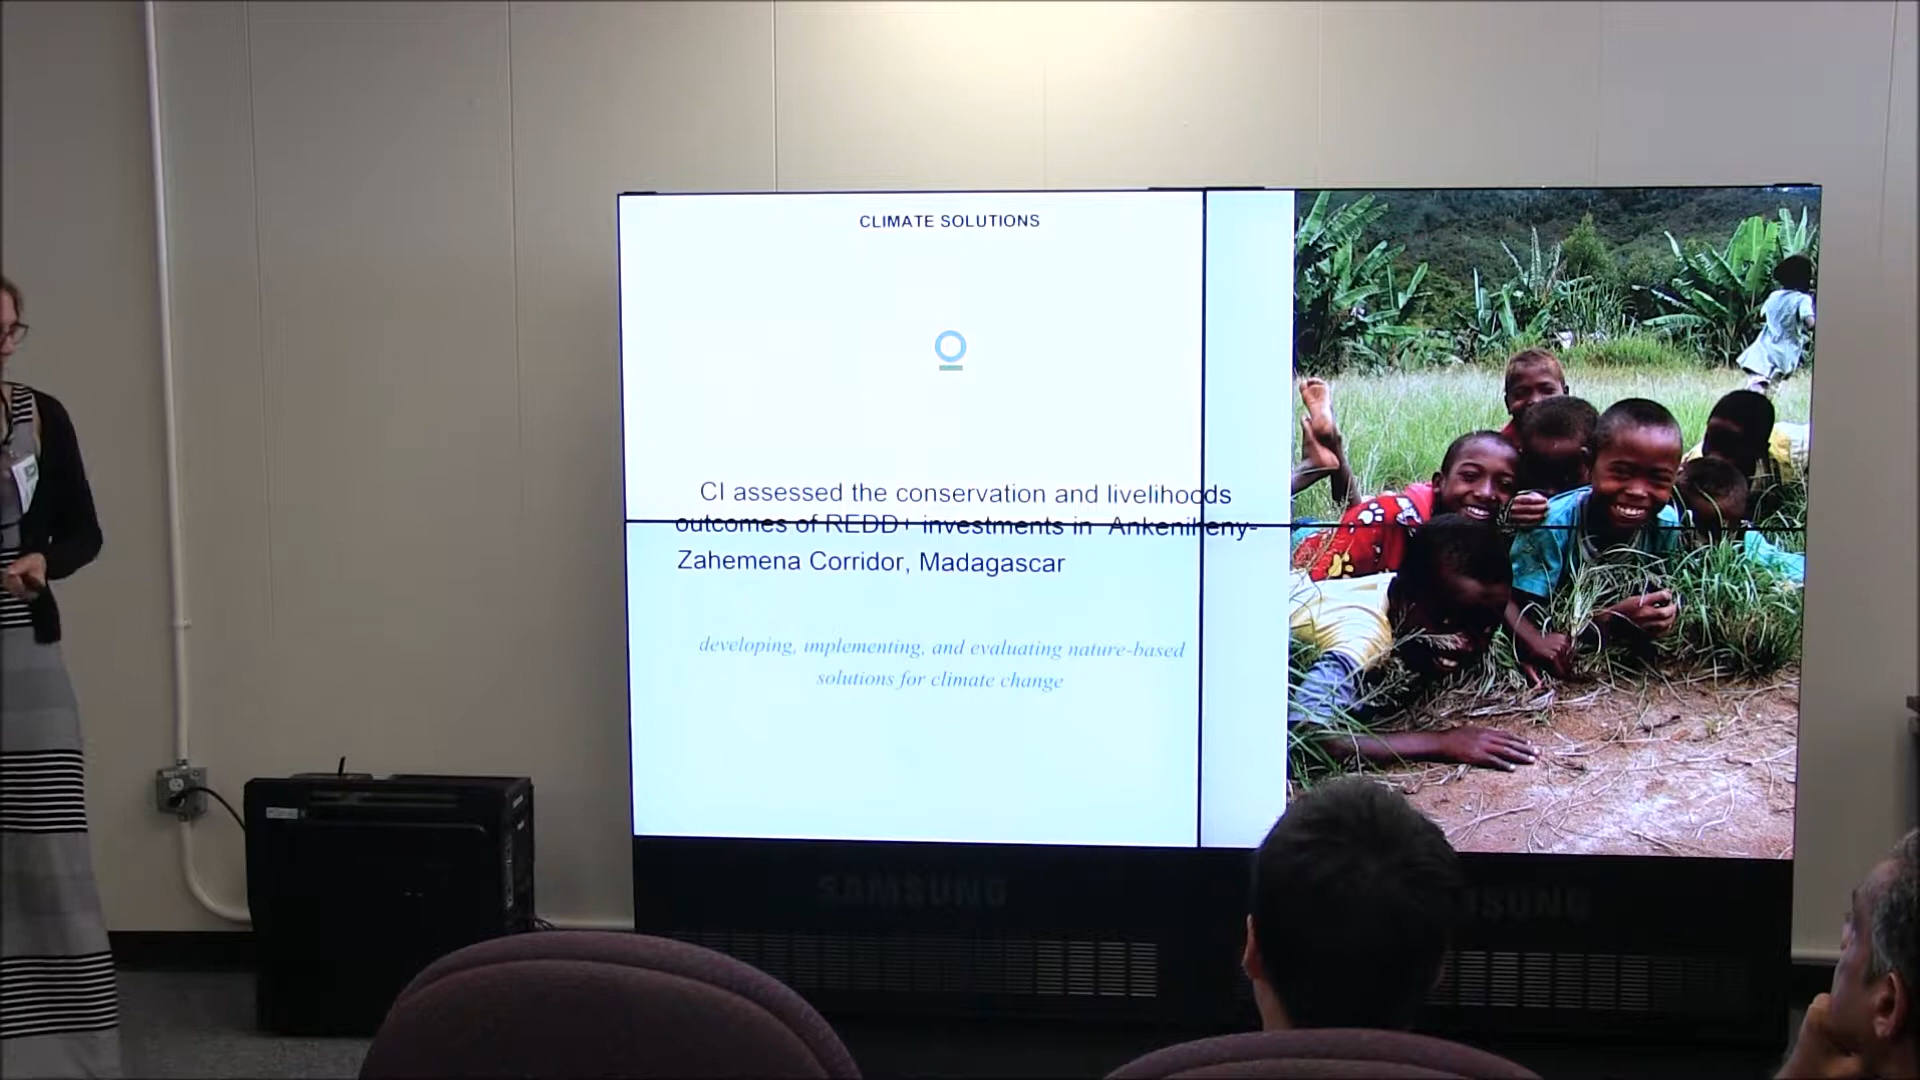 CLIMATE SOLUTIONS
CI assessed the conservation and livelihoods
outcomes of REDD+ investments in Ankeniheny-
Zahemena Corridor, Madagascar
developing, implementing, and evaluating nature-based
solutions for climate change
SAMSUNG
SAMSUNG